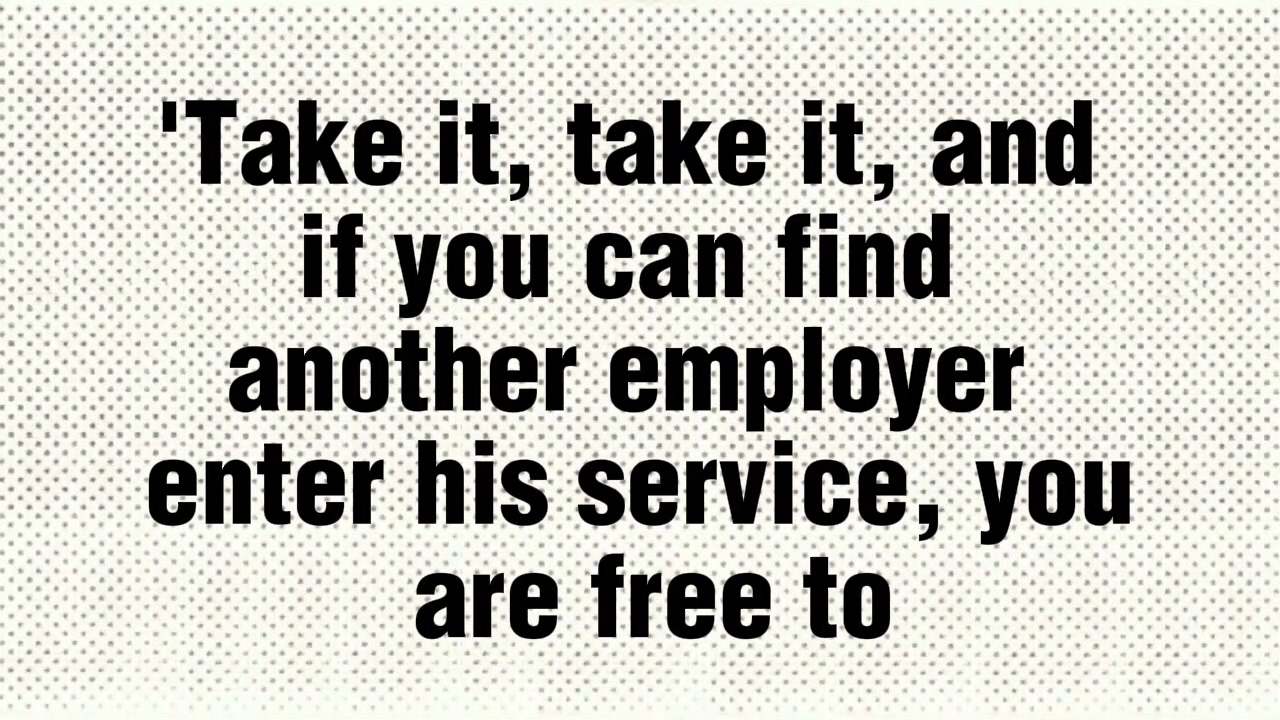 'Take it, take it, and
if you can find
another employer
enter his service, you
are free to